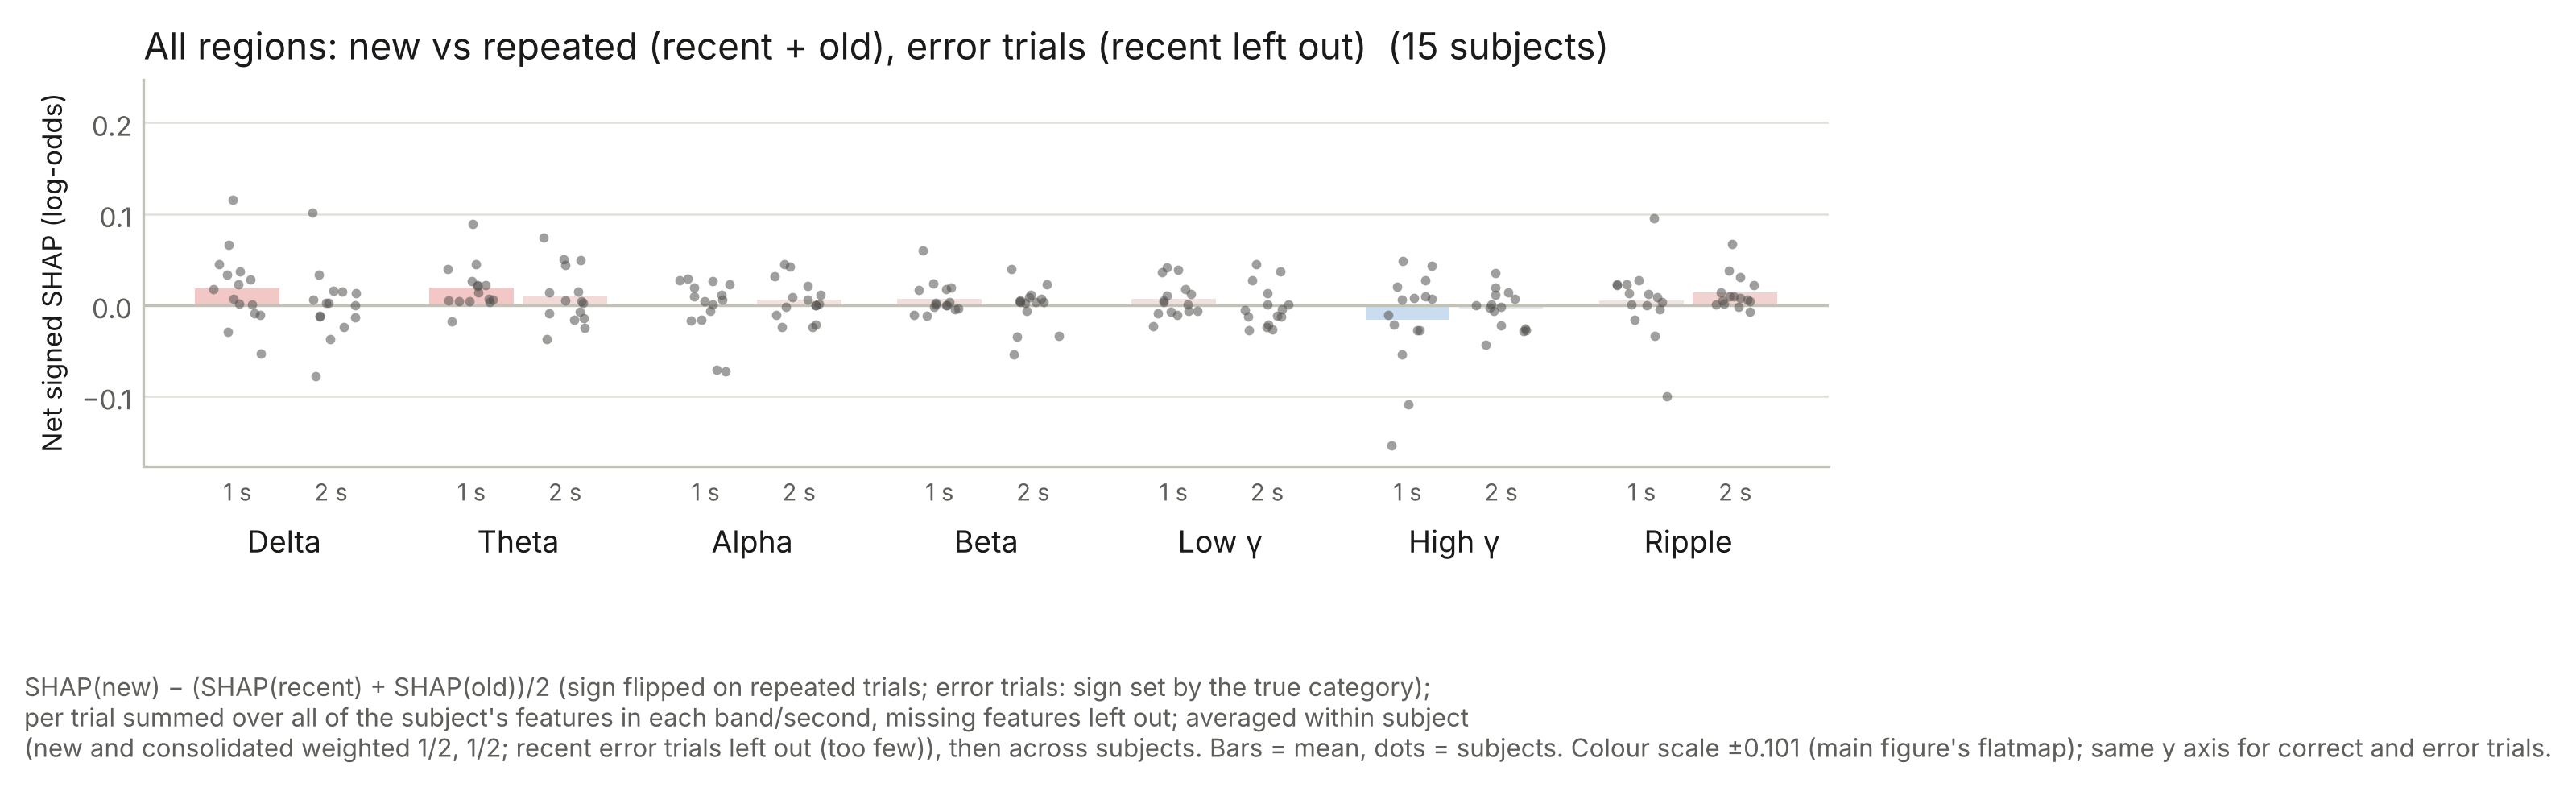 All regions: new vs repeated (recent + old), error trials (recent left out)  (15 subjects)
Net signed SHAP (log-odds)
0.2
0.1
0.0
−0.1
1 s 2 s 1 s 2 s 1 s 2 s 1 s 2 s 1 s 2 s 1 s 2 s 1 s 2 s
Delta Theta Alpha Beta Low γ High γ Ripple
SHAP(new) − (SHAP(recent) + SHAP(old))/2 (sign flipped on repeated trials; error trials: sign set by the true category);
per trial summed over all of the subject's features in each band/second, missing features left out; averaged within subject
(new and consolidated weighted 1/2, 1/2; recent error trials left out (too few)), then across subjects. Bars = mean, dots = subjects. Colour scale ±0.101 (main figure's flatmap); same y axis for correct and error trials.